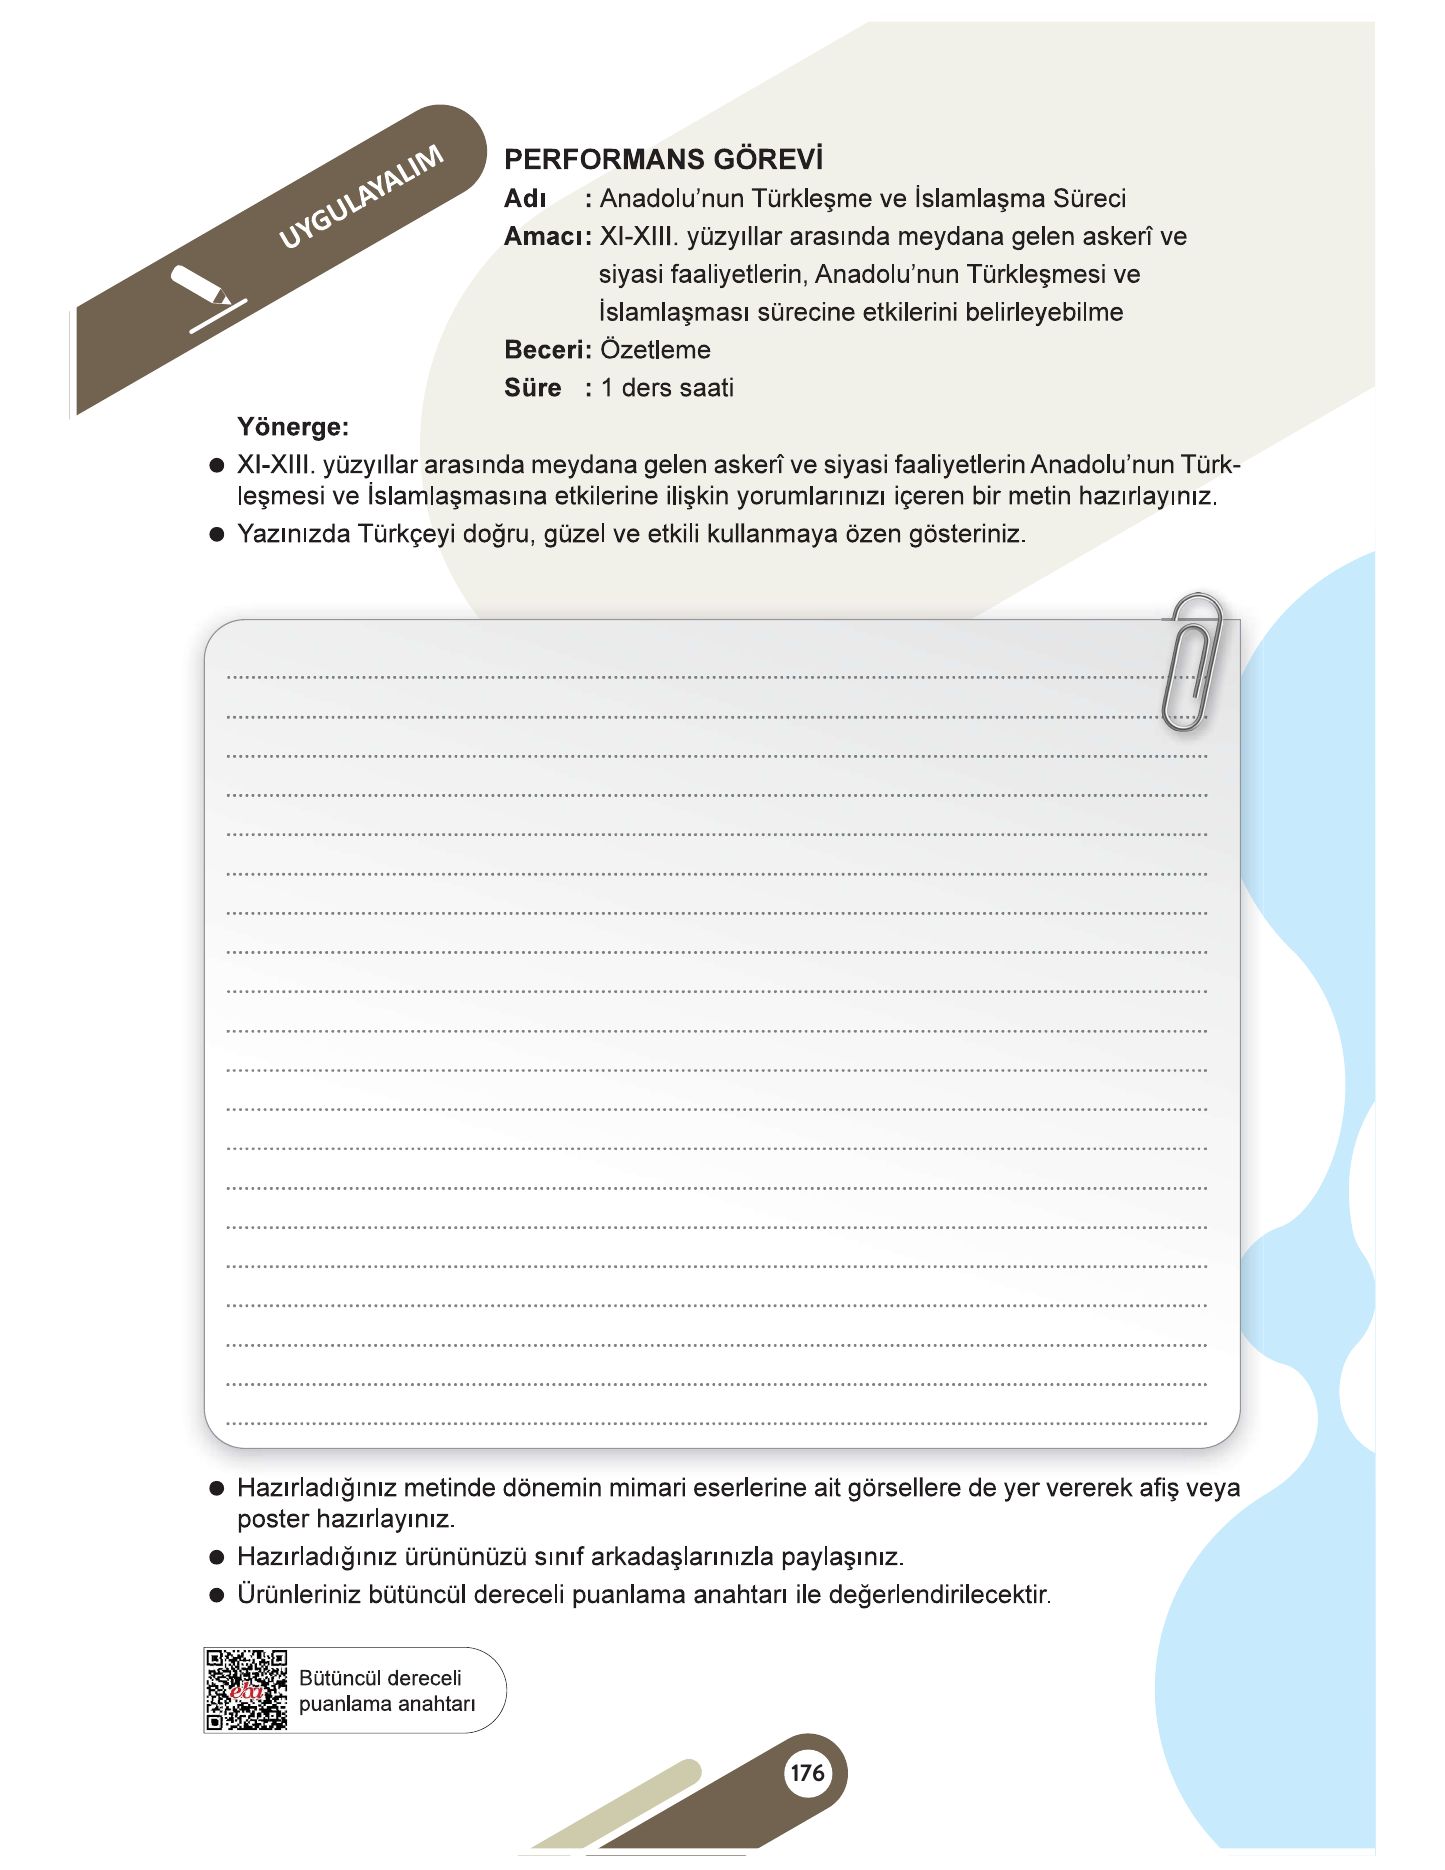 UYGULAYALIM
PERFORMANS GÖREVİ
Adı : Anadolu'nun Türkleşme ve İslamlaşma Süreci
Amacı: XI-XIII. yüzyıllar arasında meydana gelen askerî ve
siyasi faaliyetlerin, Anadolu'nun Türkleşmesi ve
İslamlaşması sürecine etkilerini belirleyebilme
Beceri: Özetleme
Süre : 1 ders saati
Yönerge:
● XI-XIII. yüzyıllar arasında meydana gelen askerî ve siyasi faaliyetlerin Anadolu'nun Türk-
leşmesi ve İslamlaşmasına etkilerine ilişkin yorumlarınızı içeren bir metin hazırlayınız.
● Yazınızda Türkçeyi doğru, güzel ve etkili kullanmaya özen gösteriniz.
● Hazırladığınız metinde dönemin mimari eserlerine ait görsellere de yer vererek afiş veya
poster hazırlayınız.
● Hazırladığınız ürününüzü sınıf arkadaşlarınızla paylaşınız.
● Ürünleriniz bütüncül dereceli puanlama anahtarı ile değerlendirilecektir.
eba
Bütüncül dereceli
puanlama anahtarı
176